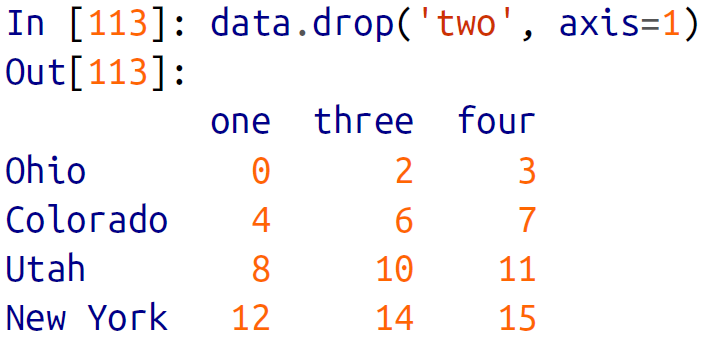 In [113]: data.drop('two', axis=1)
Out[113]:
          one  three  four
Ohio        0      2     3
Colorado    4      6     7
Utah        8     10    11
New York   12     14    15